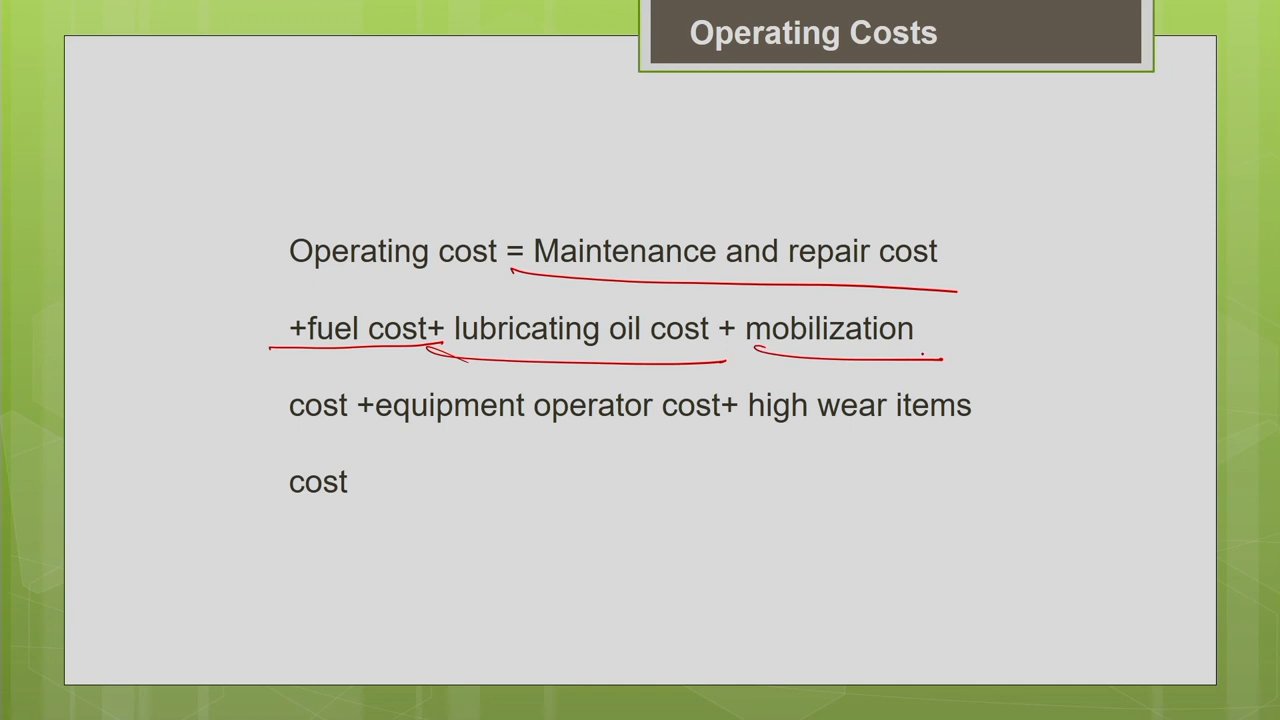 Operating Costs
Operating cost = Maintenance and repair cost
+fuel cost+ lubricating oil cost + mobilization
cost +equipment operator cost+ high wear items
cost